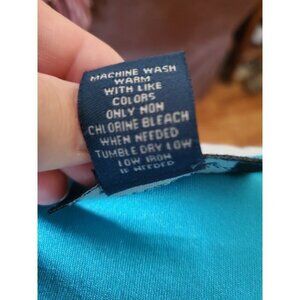 MACHINE WASH
WARM
WITH LIKE
COLORS
ONLY NON
CHLORINE BLEACH
WHEN NEEDED
TUMBLE DRY LOW
LOW IRON
IF NEEDED